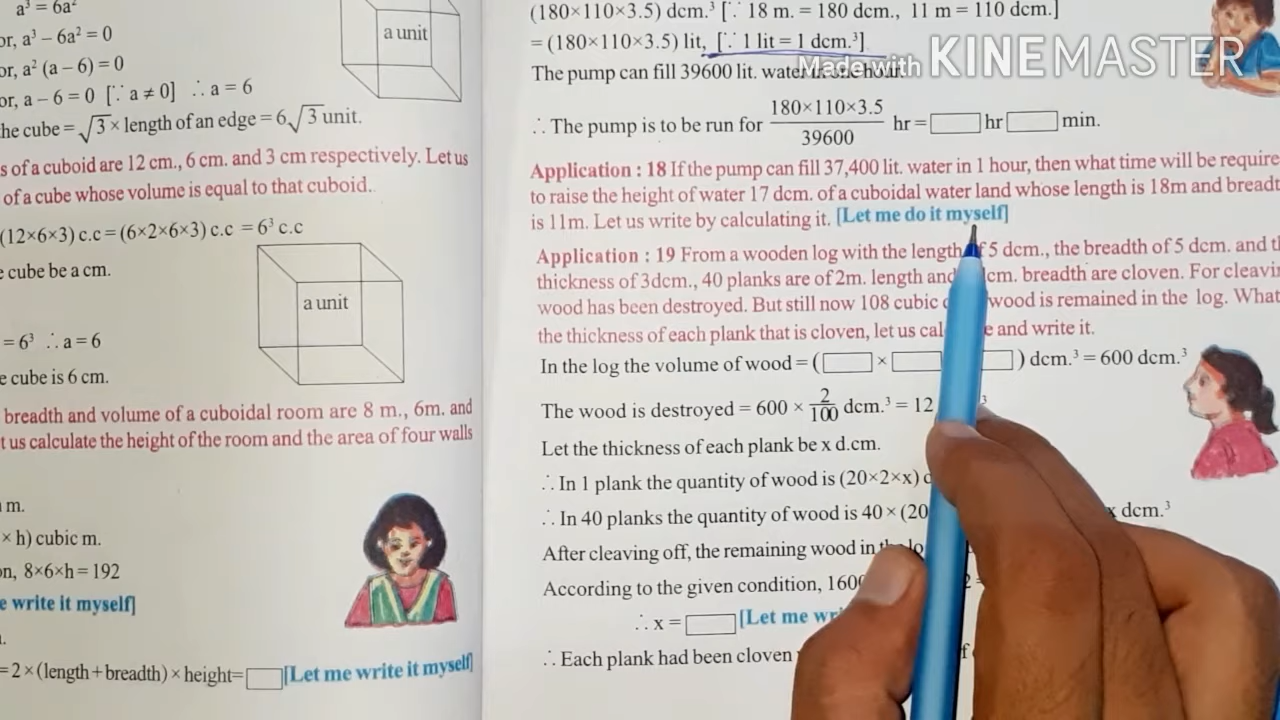 a³ = 6a²
or, a³ – 6a² = 0
or, a² (a – 6) = 0
or, a – 6 = 0 [∵ a ≠ 0] ∴ a = 6
the cube = √3 × length of an edge = 6√3 unit.
a unit
s of a cuboid are 12 cm., 6 cm. and 3 cm respectively. Let us
of a cube whose volume is equal to that cuboid..
(12×6×3) c.c = (6×2×6×3) c.c = 6³ c.c
e cube be a cm.
a unit
= 6³ ∴ a = 6
e cube is 6 cm.
breadth and volume of a cuboidal room are 8 m., 6m. and
t us calculate the height of the room and the area of four walls
m.
× h) cubic m.
on, 8×6×h = 192
e write it myself]
= 2 × (length + breadth) × height= [Let me write it myself]
(180×110×3.5) dcm.³ [∵ 18 m. = 180 dcm., 11 m = 110 dcm.]
= (180×110×3.5) lit, [∵ 1 lit = 1 dcm.³]
Made with KINEMASTER
The pump can fill 39600 lit. water in one hour.
∴ The pump is to be run for 180×110×3.5/39600 hr = hr min.
Application : 18 If the pump can fill 37,400 lit. water in 1 hour, then what time will be require
to raise the height of water 17 dcm. of a cuboidal water land whose length is 18m and breadt
is 11m. Let us write by calculating it. [Let me do it myself]
Application : 19 From a wooden log with the length of 5 dcm., the breadth of 5 dcm. and th
thickness of 3dcm., 40 planks are of 2m. length and cm. breadth are cloven. For cleavin
wood has been destroyed. But still now 108 cubic wood is remained in the log. What
the thickness of each plank that is cloven, let us cal e and write it.
In the log the volume of wood = ( × ) dcm.³ = 600 dcm.³
The wood is destroyed = 600 × 2/100 dcm.³ = 12
Let the thickness of each plank be x d.cm.
∴ In 1 plank the quantity of wood is (20×2×x)
∴ In 40 planks the quantity of wood is 40 × (20 x dcm.³
After cleaving off, the remaining wood in the lo
According to the given condition, 160
∴ x = [Let me wri
∴ Each plank had been cloven